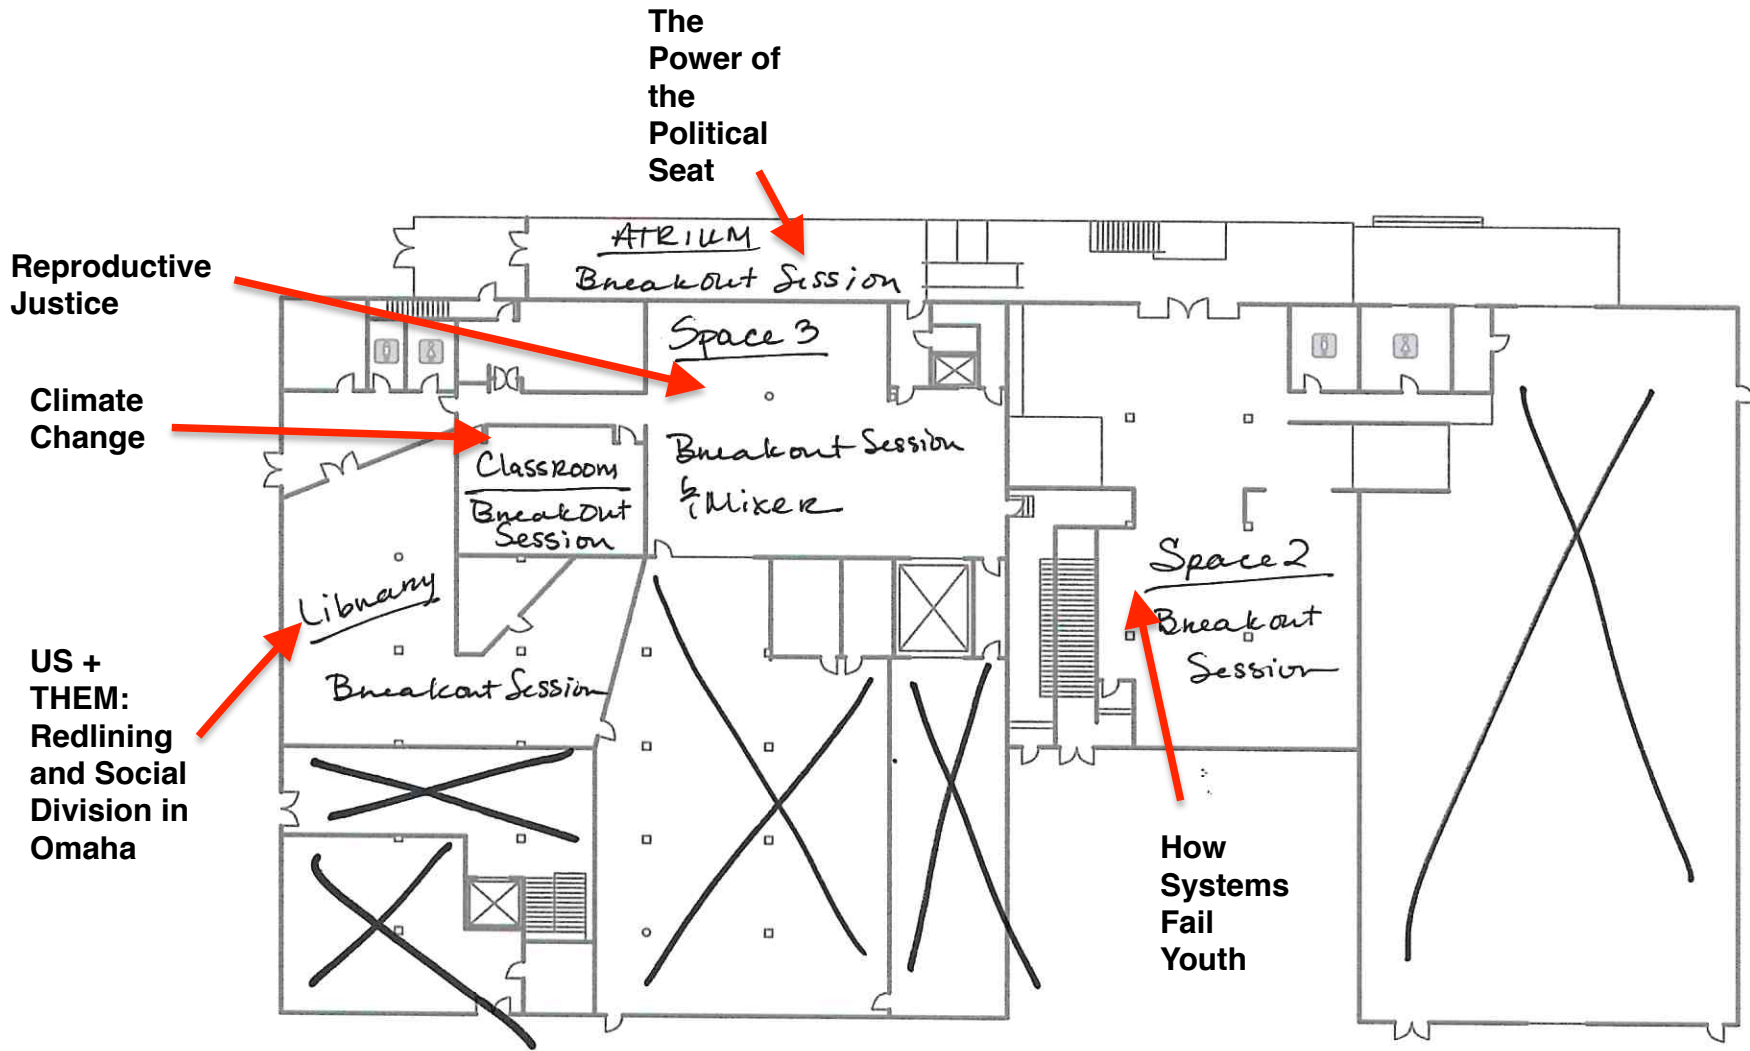 The
Power of
the
Political
Seat
ATRIUM
Breakout Session
Reproductive
Justice
Space 3
Climate
Change
Breakout Session
& Mixer
Classroom
Breakout
Session
Library
Breakout Session
US +
THEM:
Redlining
and Social
Division in
Omaha
Space 2
Breakout
Session
How
Systems
Fail
Youth